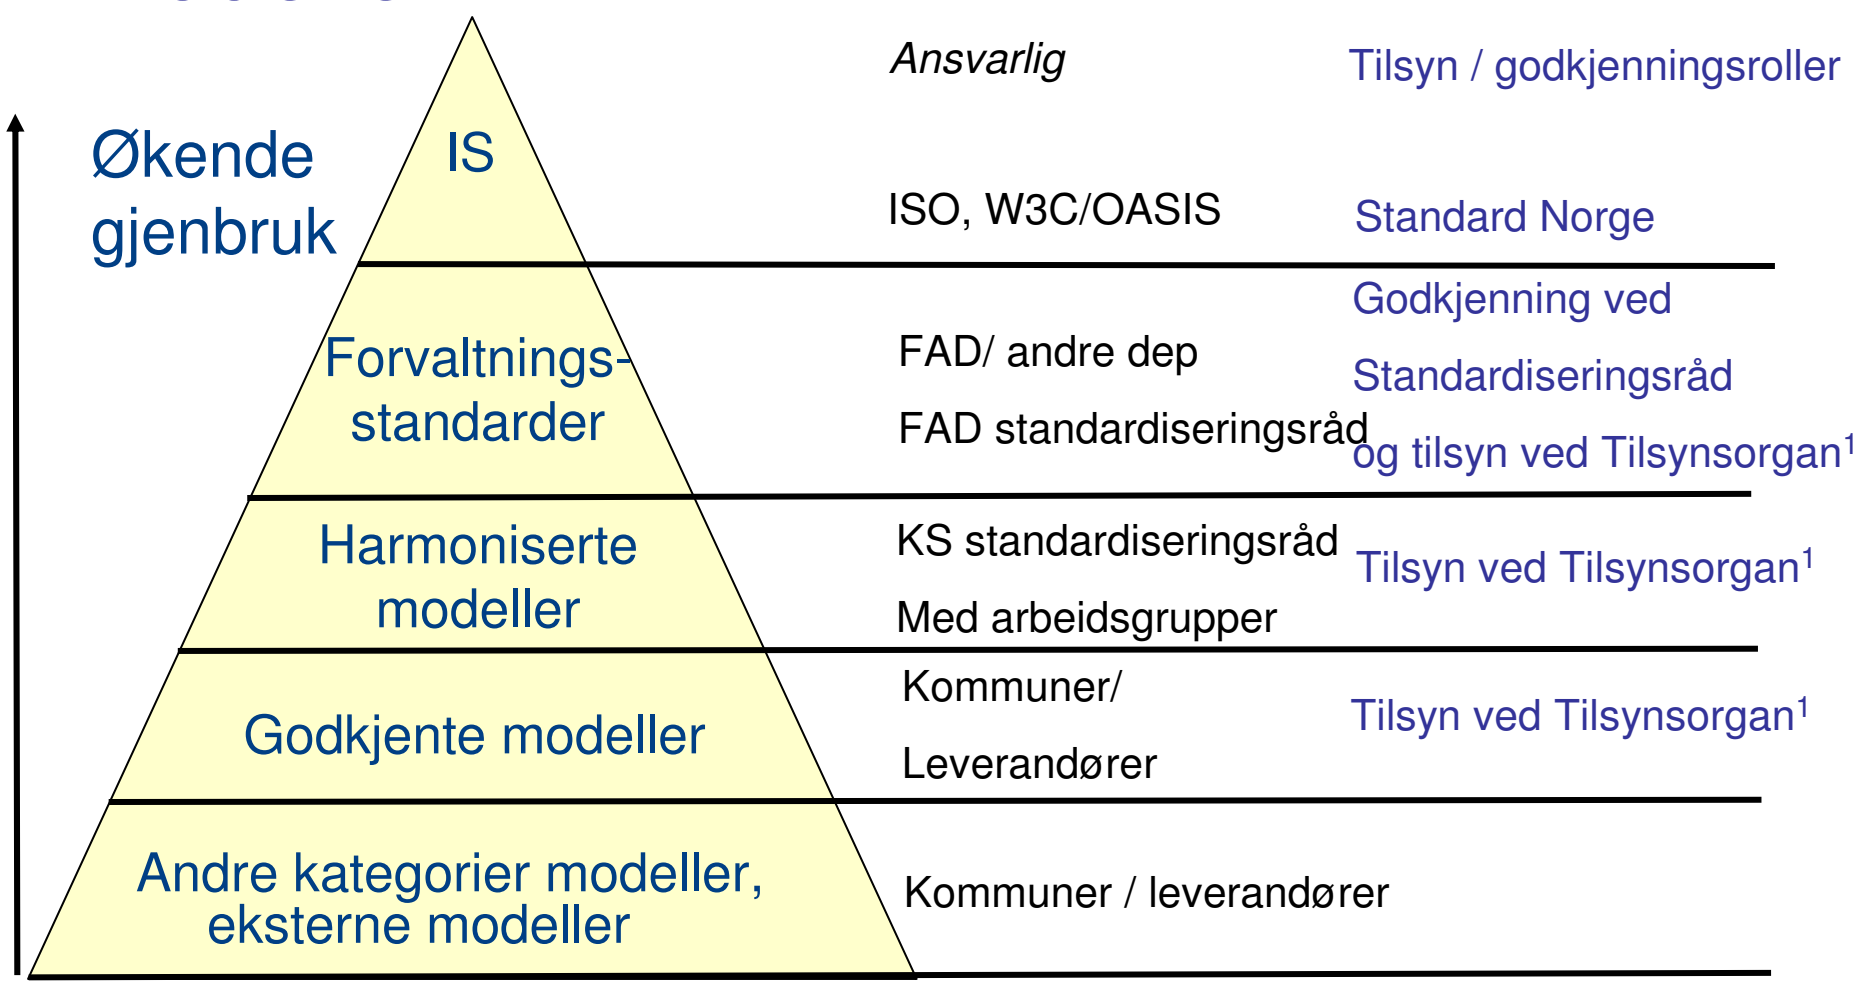 Ansvarlig
Tilsyn / godkjenningsroller
Økende
gjenbruk
IS
ISO, W3C/OASIS
Standard Norge
Forvaltnings-
standarder
FAD/ andre dep
FAD standardiseringsråd
Godkjenning ved
Standardiseringsråd
og tilsyn ved Tilsynsorgan¹
Harmoniserte
modeller
KS standardiseringsråd
Med arbeidsgrupper
Tilsyn ved Tilsynsorgan¹
Godkjente modeller
Kommuner/
Leverandører
Tilsyn ved Tilsynsorgan¹
Andre kategorier modeller,
eksterne modeller
Kommuner / leverandører